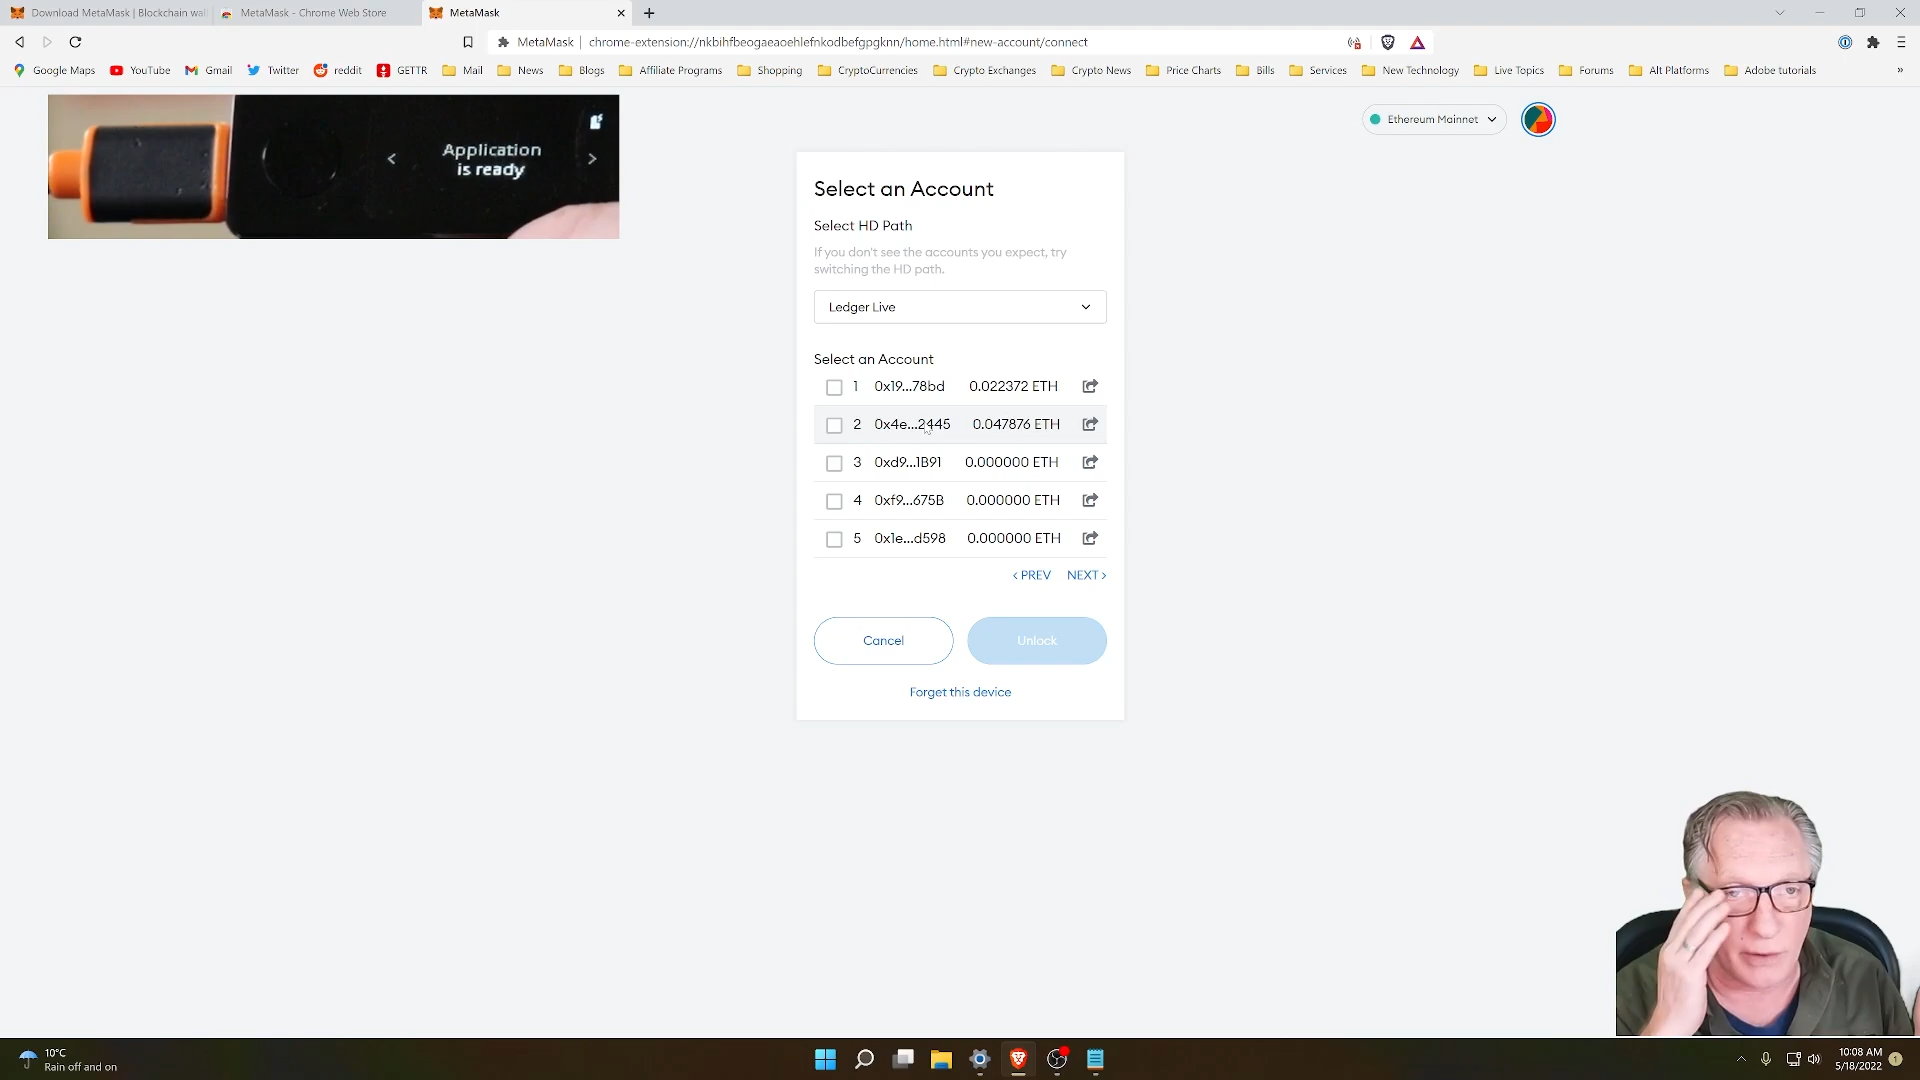 Download MetaMask | Blockchain wal
MetaMask - Chrome Web Store
MetaMask
MetaMask
chrome-extension://nkbihfbeogaeaoehlefnkodbefgpgknn/home.html#new-account/connect
Google Maps
YouTube
Gmail
Twitter
reddit
GETTR
Mail
News
Blogs
Affiliate Programs
Shopping
CryptoCurrencies
Crypto Exchanges
Crypto News
Price Charts
Bills
Services
New Technology
Live Topics
Forums
Alt Platforms
Adobe tutorials
»
< Application >
is ready
Ethereum Mainnet
Select an Account
Select HD Path
If you don't see the accounts you expect, try
switching the HD path.
Ledger Live
Select an Account
1 0x19...78bd 0.022372 ETH
2 0x4e...2445 0.047876 ETH
3 0xd9...1B91 0.000000 ETH
4 0xf9...675B 0.000000 ETH
5 0x1e...d598 0.000000 ETH
< PREV NEXT >
Cancel
Unlock
Forget this device
10°C
Rain off and on
10:08 AM
5/18/2022
1